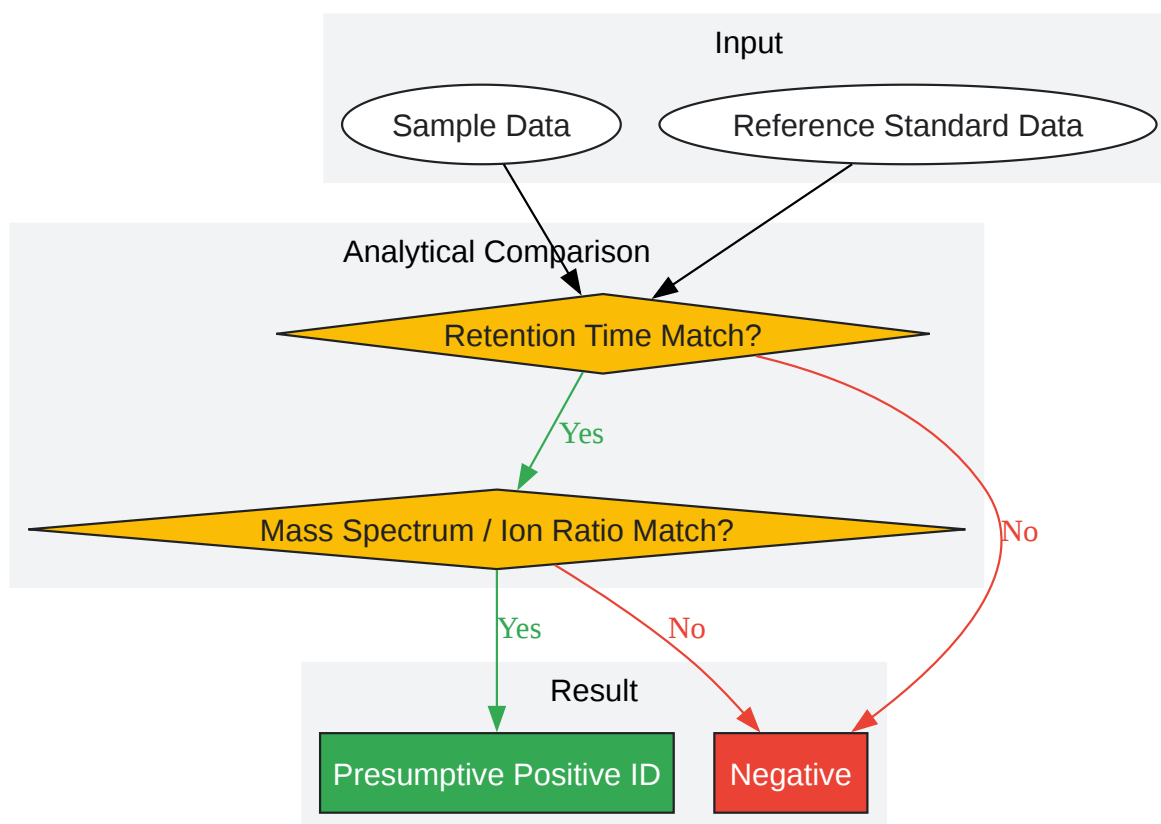 Input
Sample Data
Reference Standard Data
Analytical Comparison
Retention Time Match?
Yes
Mass Spectrum / Ion Ratio Match?
No
Yes
No
Result
Presumptive Positive ID
Negative